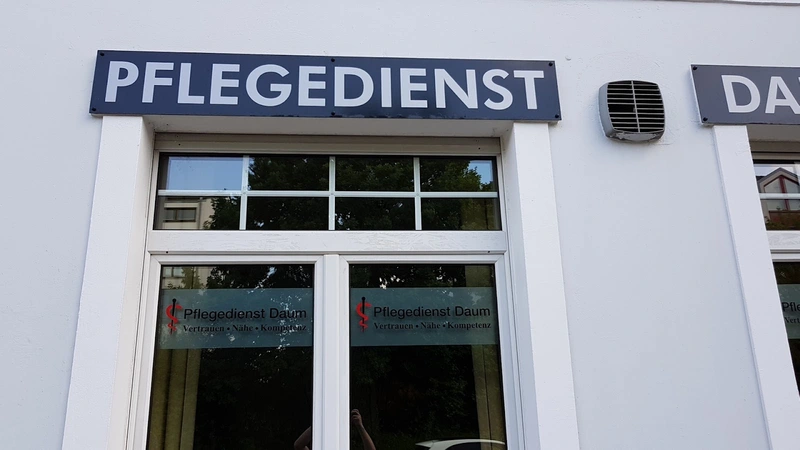 PFLEGEDIENST
DA
Pflegedienst Daum
Vertrauen • Nähe • Kompetenz
Pflegedienst Daum
Vertrauen • Nähe • Kompetenz